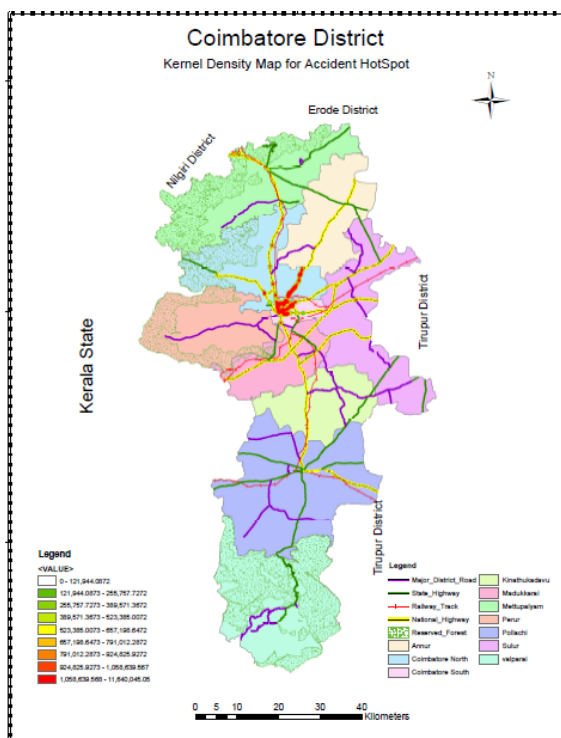 Coimbatore District
Kernel Density Map for Accident HotSpot
N
Erode District
Nilgiri District
Kerala State
Tirupur District
Tirupur District
Legend
<VALUE>
0 - 121,944.0872
121,944.0873 - 255,757.7272
255,757.7273 - 389,571.3672
389,571.3673 - 523,385.0072
523,385.0073 - 657,198.6472
657,198.6473 - 791,012.2872
791,012.2873 - 924,825.9272
924,825.9273 - 1,058,639.567
1,058,639.568 - 11,640,045.05
Legend
Major_District_Road
State_Highway
Railway_Track
National_Highway
Reserved_Forest
Annur
Coimbatore North
Coimbatore South
Kinathukadavu
Madukkarai
Mettupalyam
Perur
Pollachi
Sulur
valparai
0 5 10 20 30 40
Kilometers